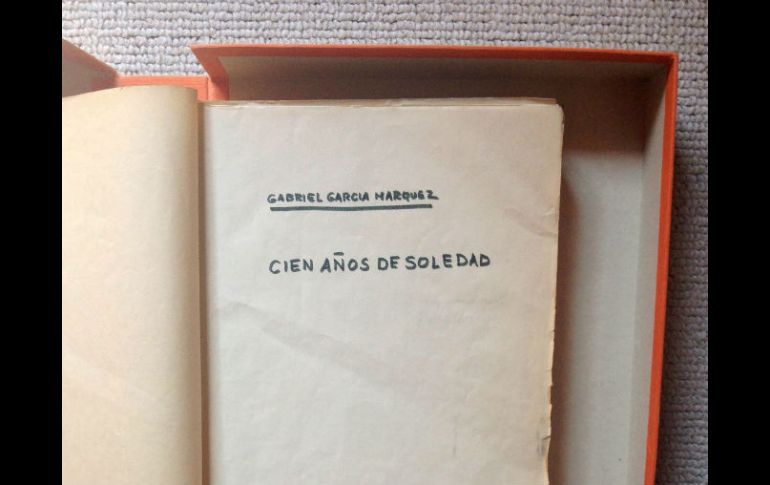 GABRIEL GARCIA MARQUEZ
CIEN AÑOS DE SOLEDAD